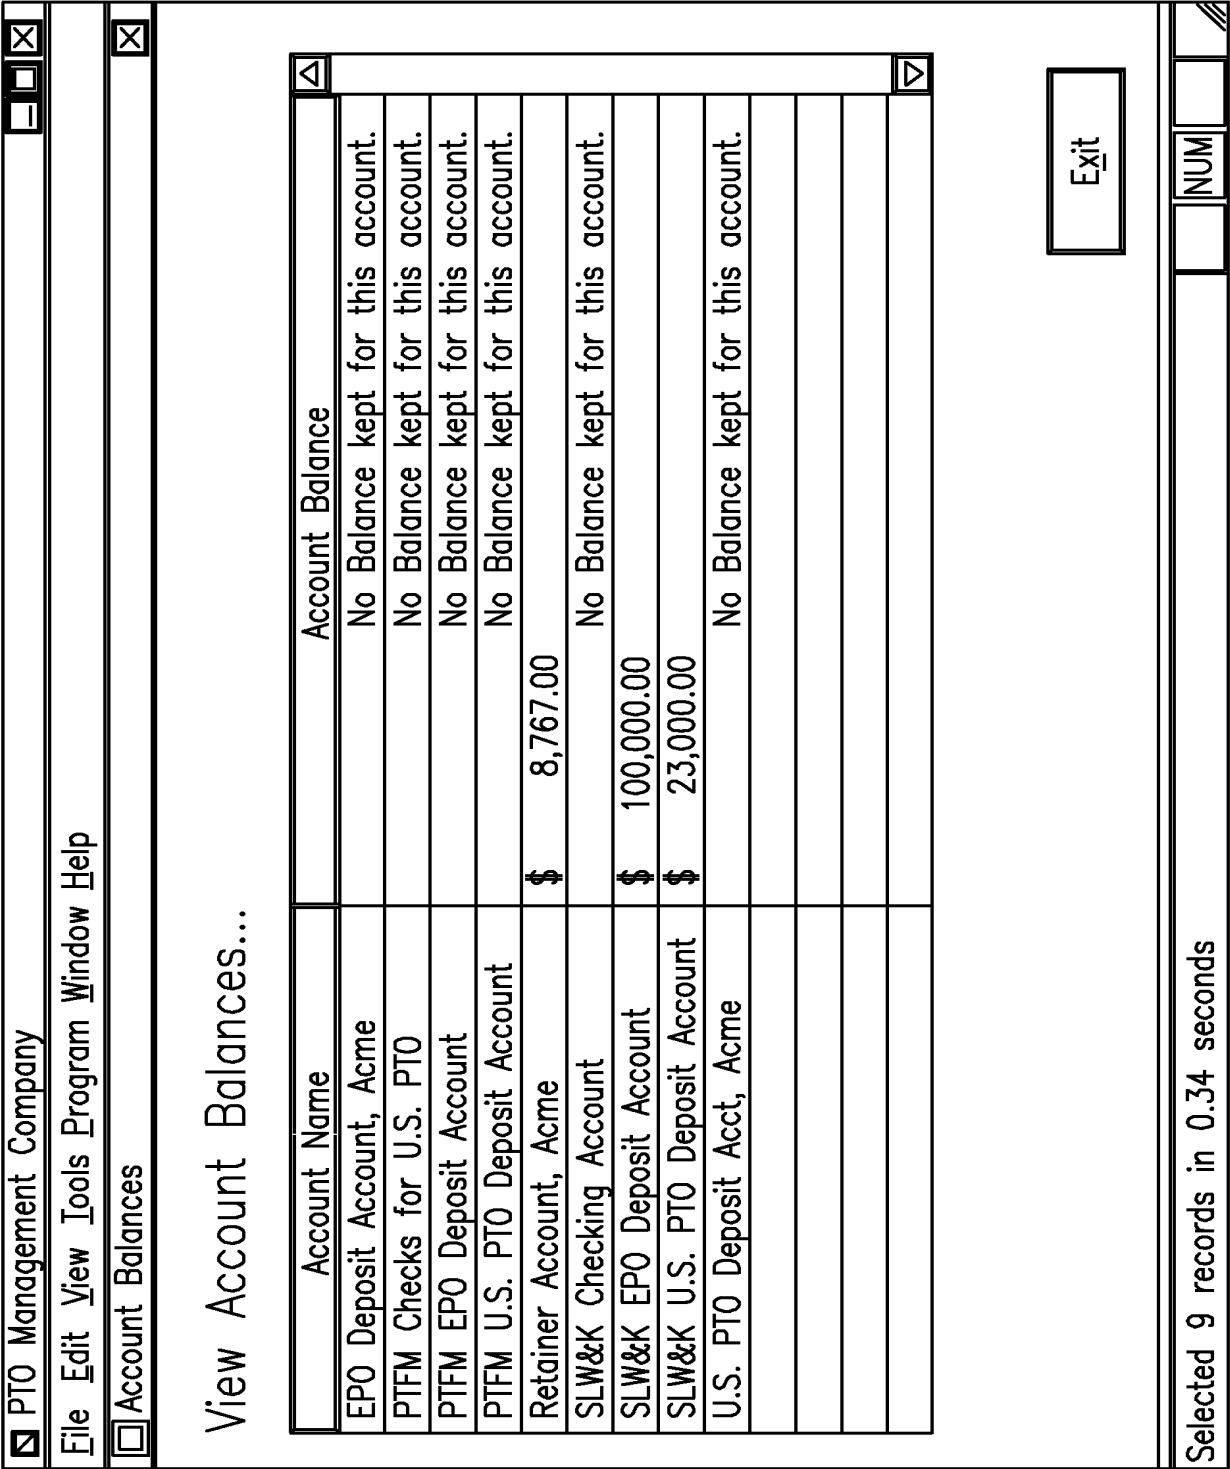 PTO Management Company
File Edit View Tools Program Window Help
Account Balances
View Account Balances...
Account Name Account Balance
EPO Deposit Account, Acme No Balance kept for this account.
PTFM Checks for U.S. PTO No Balance kept for this account.
PTFM EPO Deposit Account No Balance kept for this account.
PTFM U.S. PTO Deposit Account No Balance kept for this account.
Retainer Account, Acme $ 8,767.00
SLW&K Checking Account No Balance kept for this account.
SLW&K EPO Deposit Account $ 100,000.00
SLW&K U.S. PTO Deposit Account $ 23,000.00
U.S. PTO Deposit Acct, Acme No Balance kept for this account.
Exit
Selected 9 records in 0.34 seconds NUM